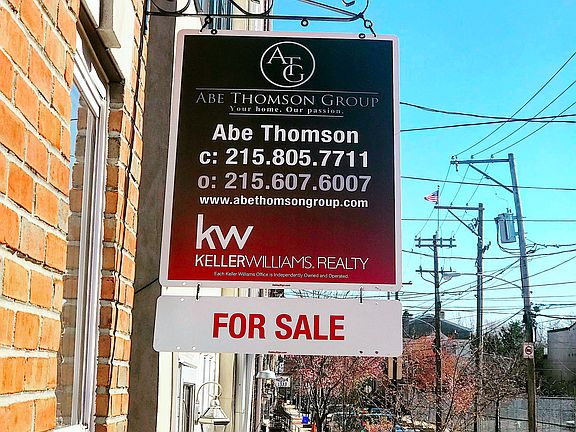 ATG
ABE THOMSON GROUP
Your home. Our passion.
Abe Thomson
c: 215.805.7711
o: 215.607.6007
www.abethomsongroup.com
kw
KELLERWILLIAMS. REALTY
Each Keller Williams Office is Independently Owned and Operated.
FOR SALE